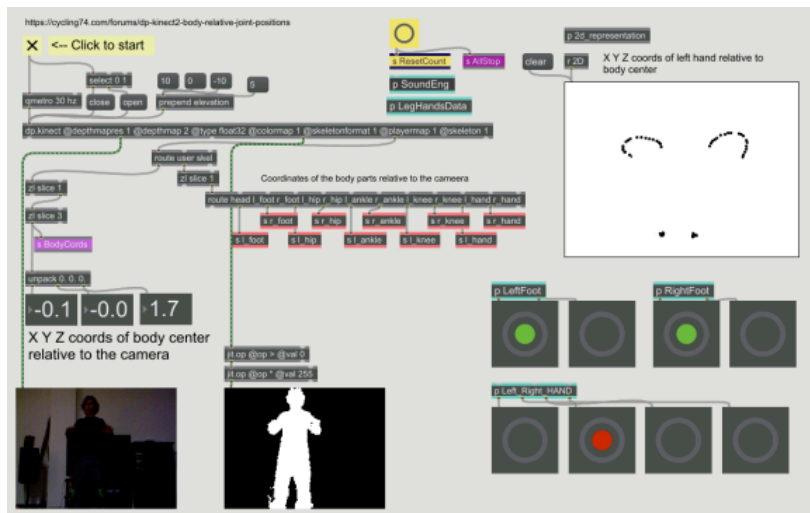 https://cycling74.com/forums/dp-kinect2-body-relative-joint-positions
<-- Click to start
p 2d_representation
s ResetCount
s AltStop
clear
r 2D
X Y Z coords of left hand relative to
body center
select 0 1
10
0
-10
5
p SoundEng
qmetro 30 hz
close
open
prepend elevation
p LegHandsData
dp.kinect @depthmapres 1 @depthmap 2 @type float32 @colormap 1 @skeletonformat 1 @playermap 1 @skeleton 1
route user skel
zl slice 1
zl slice 1
Coordinates of the body parts relative to the cameera
route head l_foot r_foot l_hip r_hip l_ankle r_ankle l_knee r_knee l_hand r_hand
zl slice 3
s r_foot
s r_hip
s r_ankle
s r_knee
s r_hand
s BodyCords
s l_foot
s l_hip
s l_ankle
s l_knee
s l_hand
unpack 0. 0. 0.
p LeftFoot
p RightFoot
-0.1
-0.0
1.7
X Y Z coords of body center
relative to the camera
jit.op @op > @val 0
jit.op @op * @val 255
p Left_Right_HAND